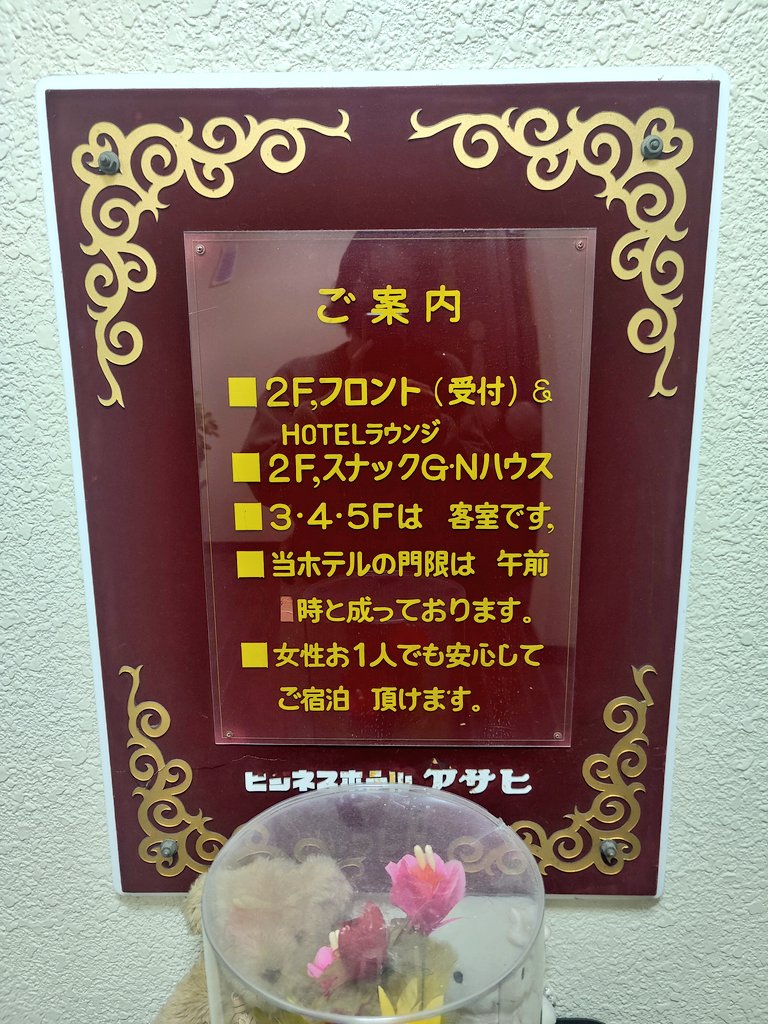 ご案内
■2F,フロント(受付)&
HOTELラウンジ
■2F,スナックG·Nハウス
■3·4·5Fは 客室です,
■当ホテルの門限は 午前
時と成っております。
■女性お1人でも安心して
ご宿泊 頂けます。
ビジネスホテル アサヒ